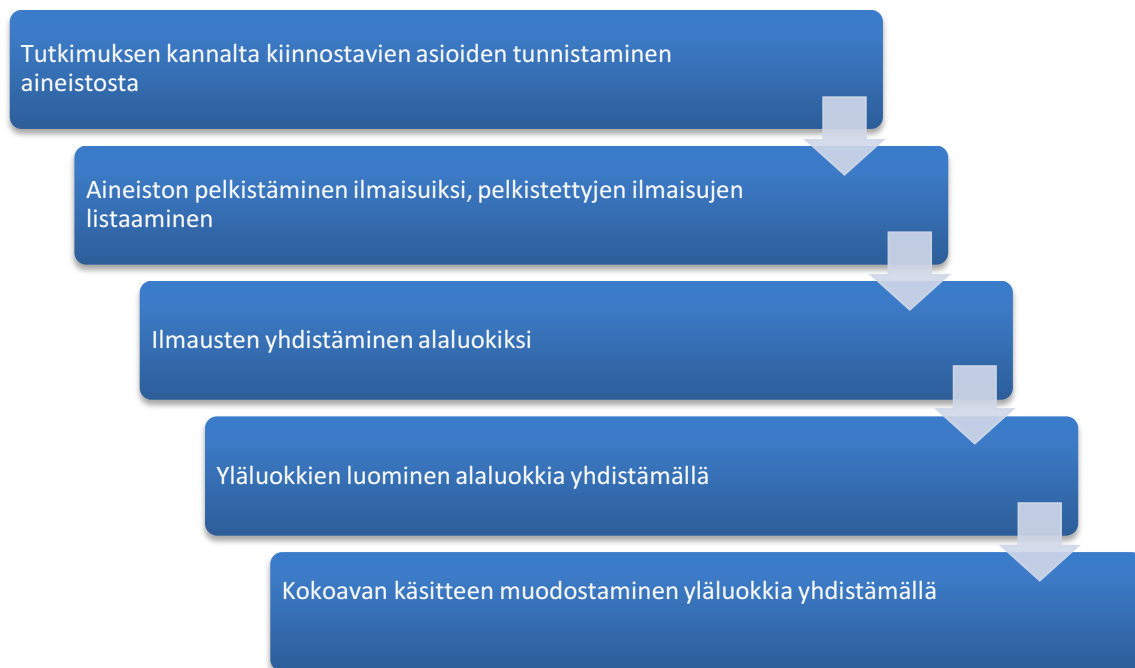 Tutkimuksen kannalta kiinnostavien asioiden tunnistaminen
aineistosta
Aineiston pelkistäminen ilmaisuiksi, pelkistettyjen ilmaisujen
listaaminen
Ilmausten yhdistäminen alaluokiksi
Yläluokkien luominen alaluokkia yhdistämällä
Kokoavan käsitteen muodostaminen yläluokkia yhdistämällä